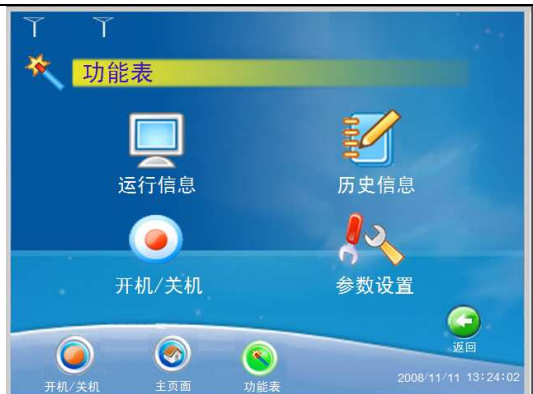 功能表
运行信息 历史信息
开机/关机 参数设置
返回
开机/关机 主页面 功能表
2008/11/11 13:24:02